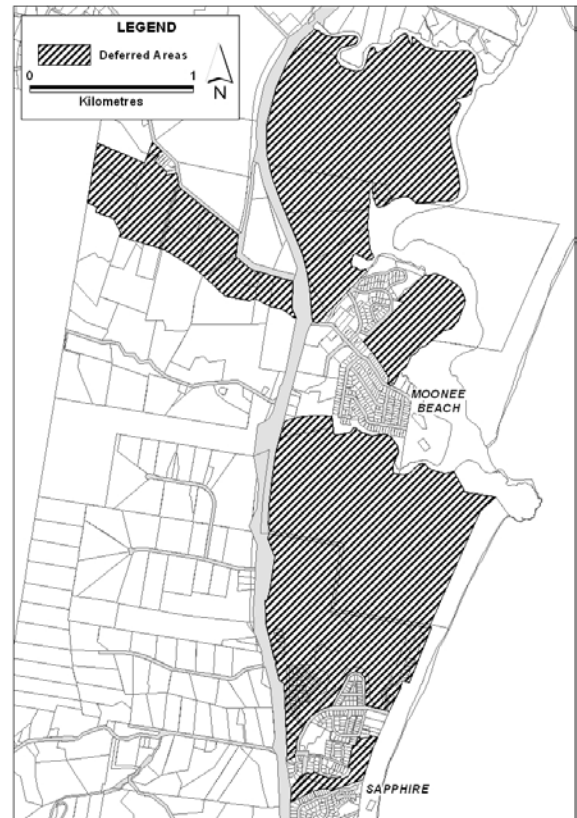 LEGEND
Deferred Areas
0 1
Kilometres
N
MOONEE
BEACH
SAPPHIRE